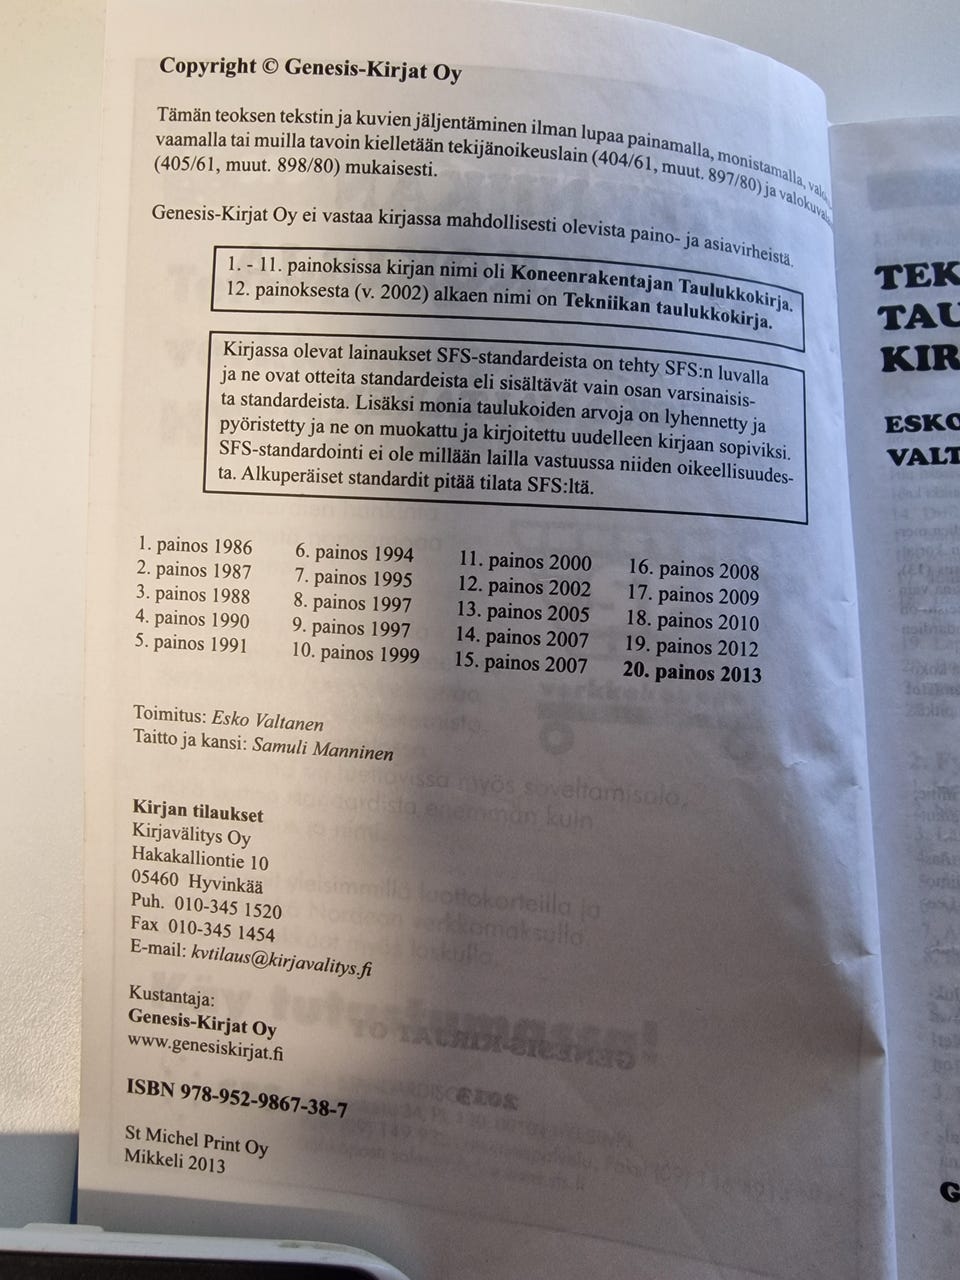 Copyright © Genesis-Kirjat Oy
Tämän teoksen tekstin ja kuvien jäljentäminen ilman lupaa painamalla, monistamalla,
vaamalla tai muilla tavoin kielletään tekijänoikeuslain (404/61, muut. 897/80) ja
(405/61, muut. 898/80) mukaisesti.
Genesis-Kirjat Oy ei vastaa kirjassa mahdollisesti olevista paino- ja asiavirheistä.
1. - 11. painoksissa kirjan nimi oli Koneenrakentajan Taulukkokirja.
12. painoksesta (v. 2002) alkaen nimi on Tekniikan taulukkokirja.
Kirjassa olevat lainaukset SFS-standardeista on tehty SFS:n luvalla
ja ne ovat otteita standardeista eli sisältävät vain osan varsinaisis-
ta standardeista. Lisäksi monia taulukoiden arvoja on lyhennetty ja
pyöristetty ja ne on muokattu ja kirjoitettu uudelleen kirjaan sopiviksi.
SFS-standardointi ei ole millään lailla vastuussa niiden oikeellisuudes-
ta. Alkuperäiset standardit pitää tilata SFS:ltä.
1. painos 1986
2. painos 1987
3. painos 1988
4. painos 1990
5. painos 1991
6. painos 1994
7. painos 1995
8. painos 1997
9. painos 1997
10. painos 1999
11. painos 2000
12. painos 2002
13. painos 2005
14. painos 2007
15. painos 2007
16. painos 2008
17. painos 2009
18. painos 2010
19. painos 2012
20. painos 2013
Toimitus: Esko Valtanen
Taitto ja kansi: Samuli Manninen
Kirjan tilaukset
Kirjavälitys Oy
Hakakalliontie 10
05460 Hyvinkää
Puh. 010-345 1520
Fax 010-345 1454
E-mail: kvtilaus@kirjavalitys.fi
Kustantaja:
Genesis-Kirjat Oy
www.genesiskirjat.fi
ISBN 978-952-9867-38-7
St Michel Print Oy
Mikkeli 2013
TEK
TAU
KIR
ESKO
VALT
G